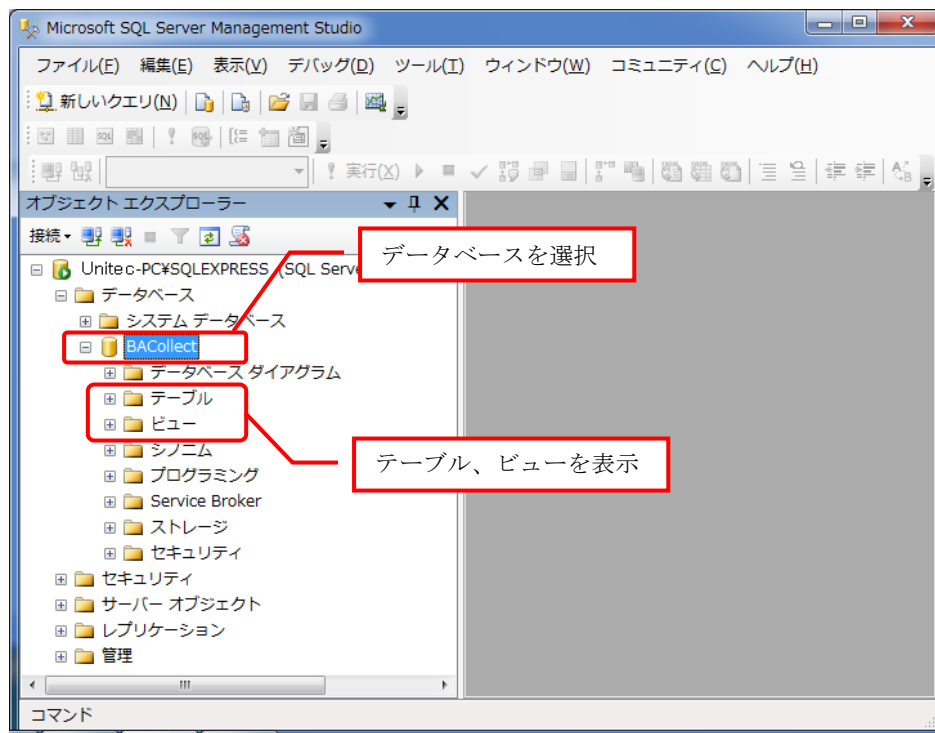 Microsoft SQL Server Management Studio
ファイル(F) 編集(E) 表示(V) デバッグ(D) ツール(T) ウィンドウ(W) コミュニティ(C) ヘルプ(H)
新しいクエリ(N)
実行(X)
オブジェクト エクスプローラー
接続
データベースを選択
Unitec-PC¥SQLEXPRESS (SQL Serve
データベース
システム データベース
BACollect
データベース ダイアグラム
テーブル
ビュー
シノニム
テーブル、ビューを表示
プログラミング
Service Broker
ストレージ
セキュリティ
セキュリティ
サーバー オブジェクト
レプリケーション
管理
コマンド